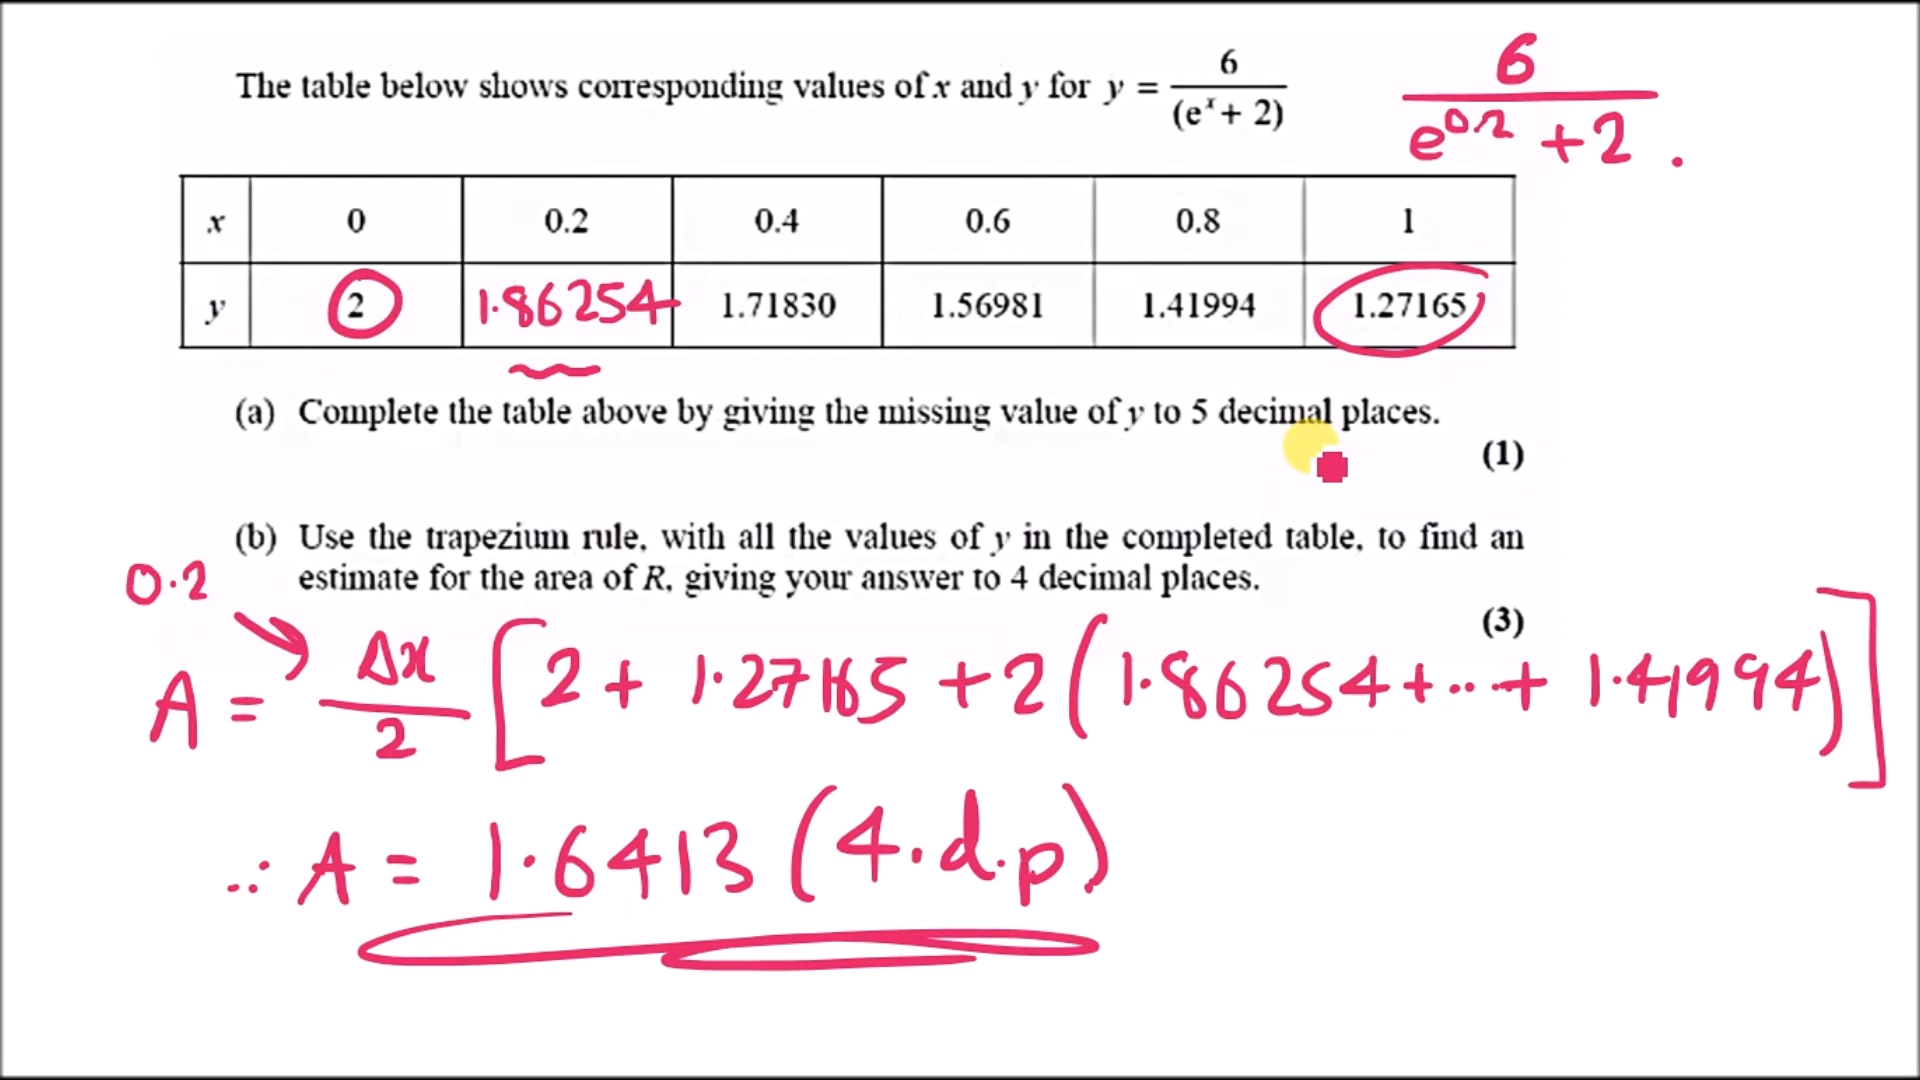 The table below shows corresponding values of x and y for y = 6/(eˣ + 2)
6/(e^0.2 + 2) .
x 0 0.2 0.4 0.6 0.8 1
y 2 1.86254 1.71830 1.56981 1.41994 1.27165
(a) Complete the table above by giving the missing value of y to 5 decimal places.
(1)
(b) Use the trapezium rule, with all the values of y in the completed table, to find an
estimate for the area of R, giving your answer to 4 decimal places.
(3)
0.2
A = Δx/2 [2 + 1.27165 + 2(1.86254 + ... + 1.41994)]
∴ A = 1.6413 (4.d.p)